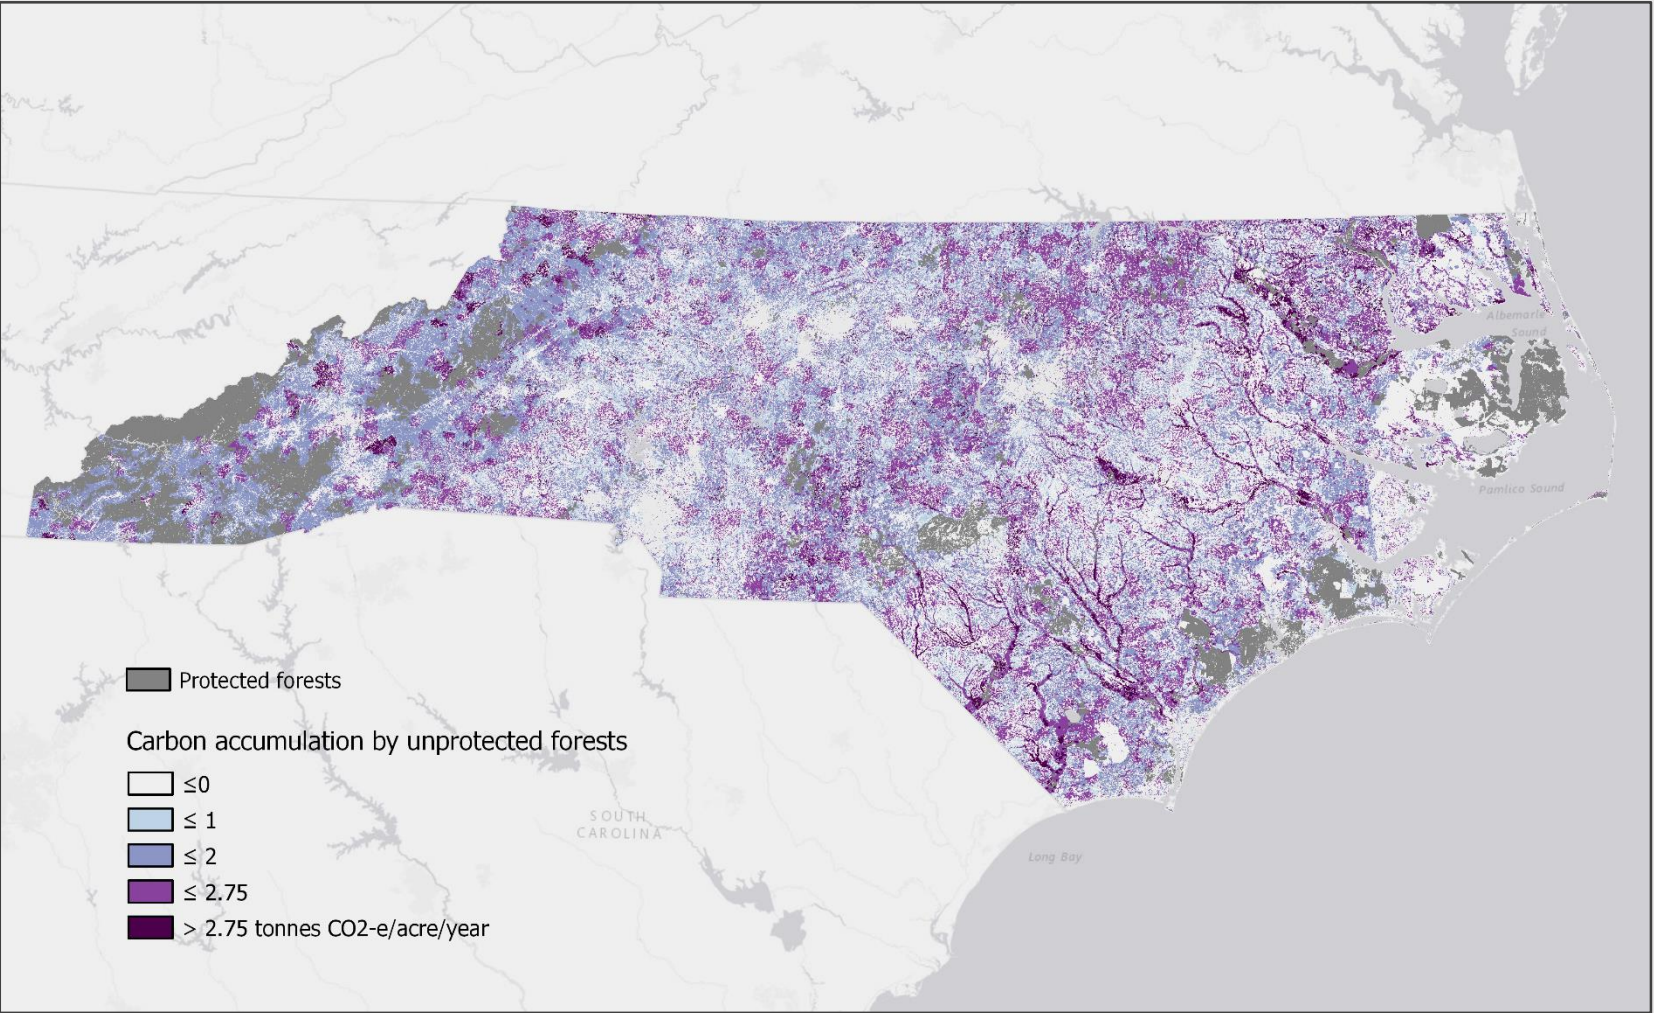 Albemarle
Sound
Pamlico Sound
Protected forests
Carbon accumulation by unprotected forests
≤0
≤ 1
≤ 2
≤ 2.75
> 2.75 tonnes CO2-e/acre/year
SOUTH
CAROLINA
Long Bay